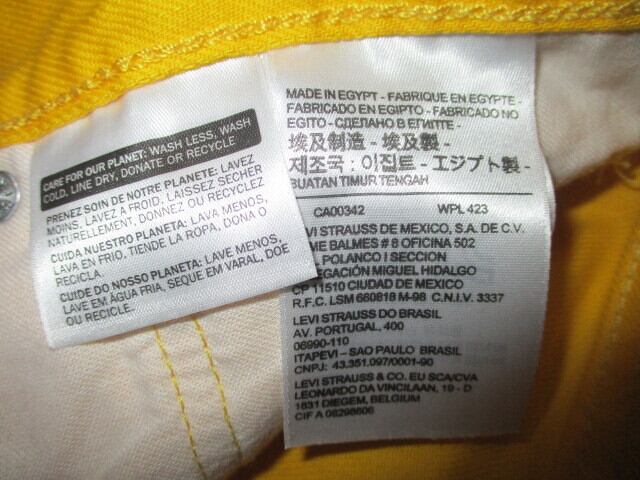 CARE FOR OUR PLANET: WASH LESS, WASH
COLD, LINE DRY, DONATE OR RECYCLE
PRENEZ SOIN DE NOTRE PLANETE: LAVEZ
MOINS, LAVEZ A FROID, LAISSEZ SECHER
NATURELLEMENT, DONNEZ OU RECYCLEZ
CUIDA NUESTRO PLANETA: LAVA MENOS,
LAVA EN FRIO, TIENDE LA ROPA, DONA O
RECICLA.
CUIDE DO NOSSO PLANETA: LAVE MENOS,
LAVE EM ÁGUA FRIA, SEQUE EM VARAL, DOE
OU RECICLE.
MADE IN EGYPT - FABRIQUE EN EGYPTE -
FABRICADO EN EGIPTO - FABRICADO NO
EGITO - СДЕЛАНО В ЕГИПТЕ -
埃及制造 - 埃及製 -
제조국 : 이집트 - エジプト製 -
BUATAN TIMUR TENGAH
CA00342 WPL 423
LEVI STRAUSS DE MEXICO, S.A. DE C.V.
ME BALMES # 8 OFICINA 502
POLANCO I SECCION
EGACIÓN MIGUEL HIDALGO
CP 11510 CIUDAD DE MEXICO
R.F.C. LSM 660818 M-98 C.N.I.V. 3337
LEVI STRAUSS DO BRASIL
AV. PORTUGAL, 400
06990-110
ITAPEVI – SAO PAULO BRASIL
CNPJ: 43.351.097/0001-90
LEVI STRAUSS & CO. EU SCA/CVA
LEONARDO DA VINCILAAN, 19 - D
1831 DIEGEM, BELGIUM
CIF A 08298606